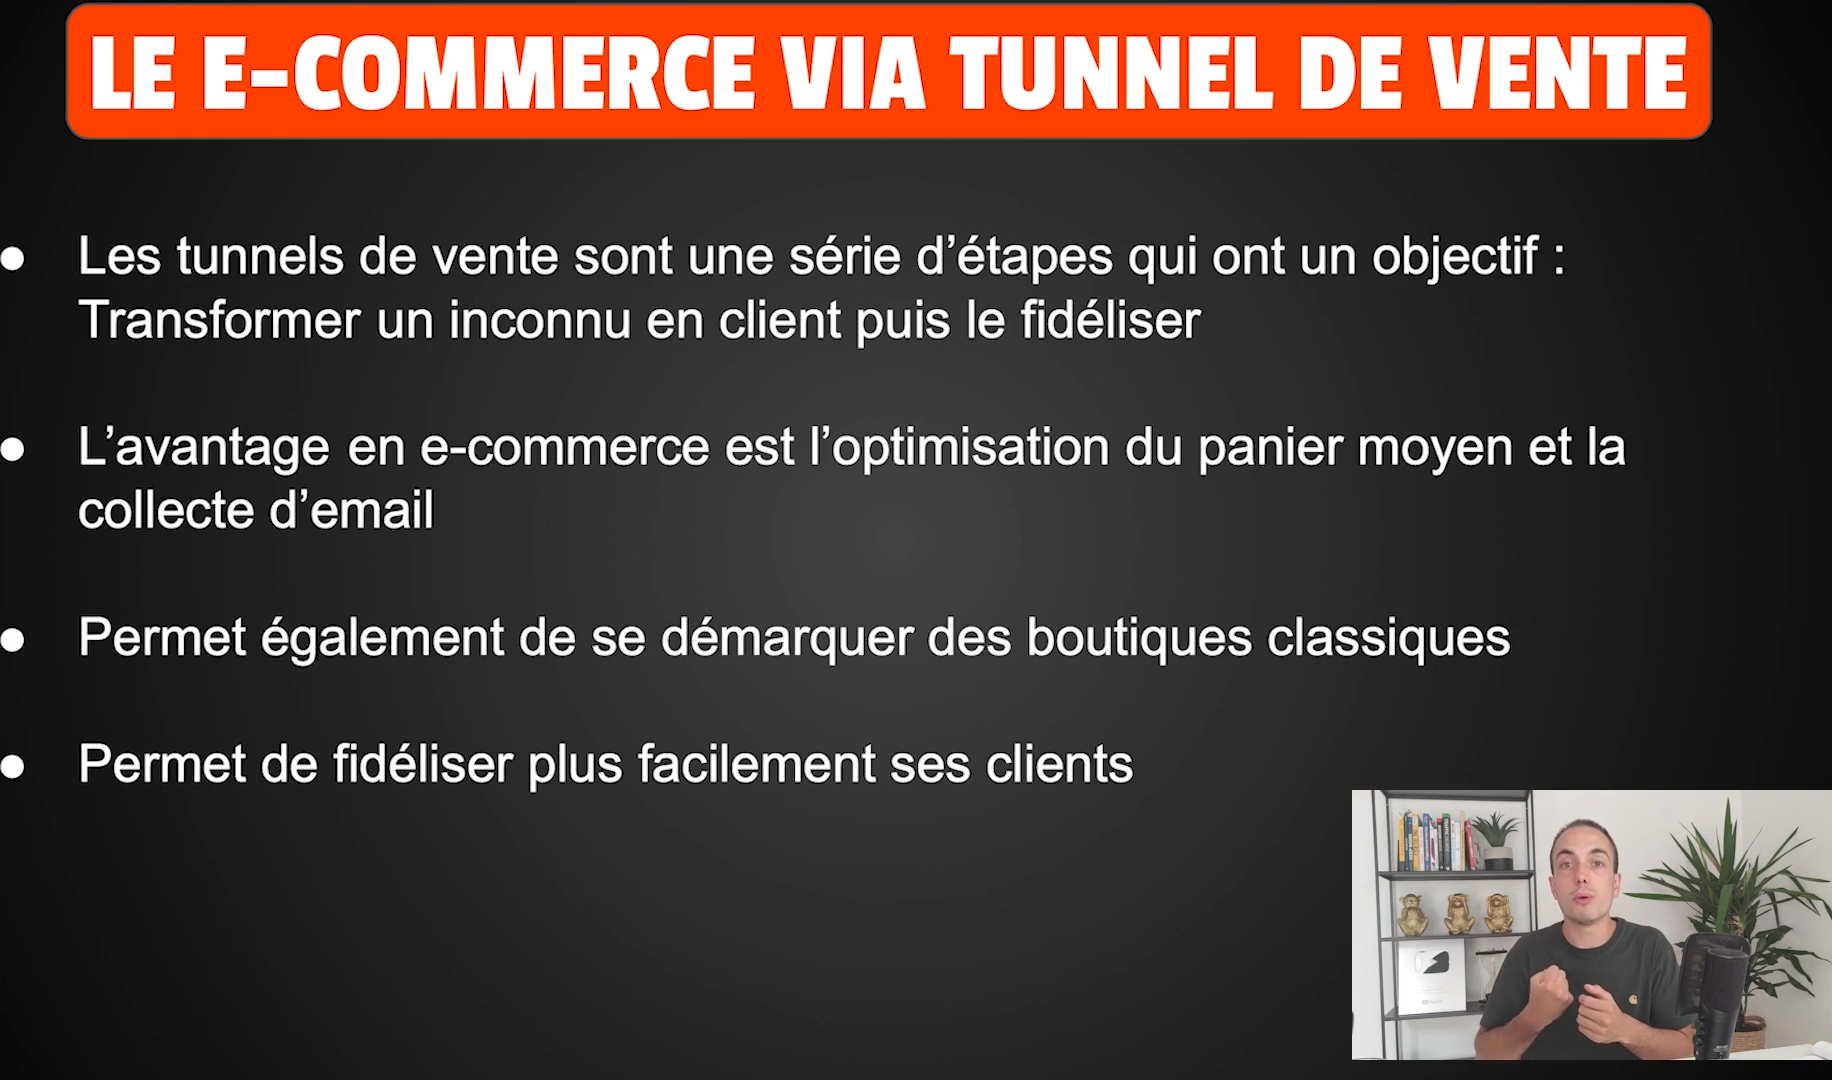 LE E-COMMERCE VIA TUNNEL DE VENTE
● Les tunnels de vente sont une série d’étapes qui ont un objectif :
Transformer un inconnu en client puis le fidéliser
● L’avantage en e-commerce est l’optimisation du panier moyen et la
collecte d’email
● Permet également de se démarquer des boutiques classiques
● Permet de fidéliser plus facilement ses clients